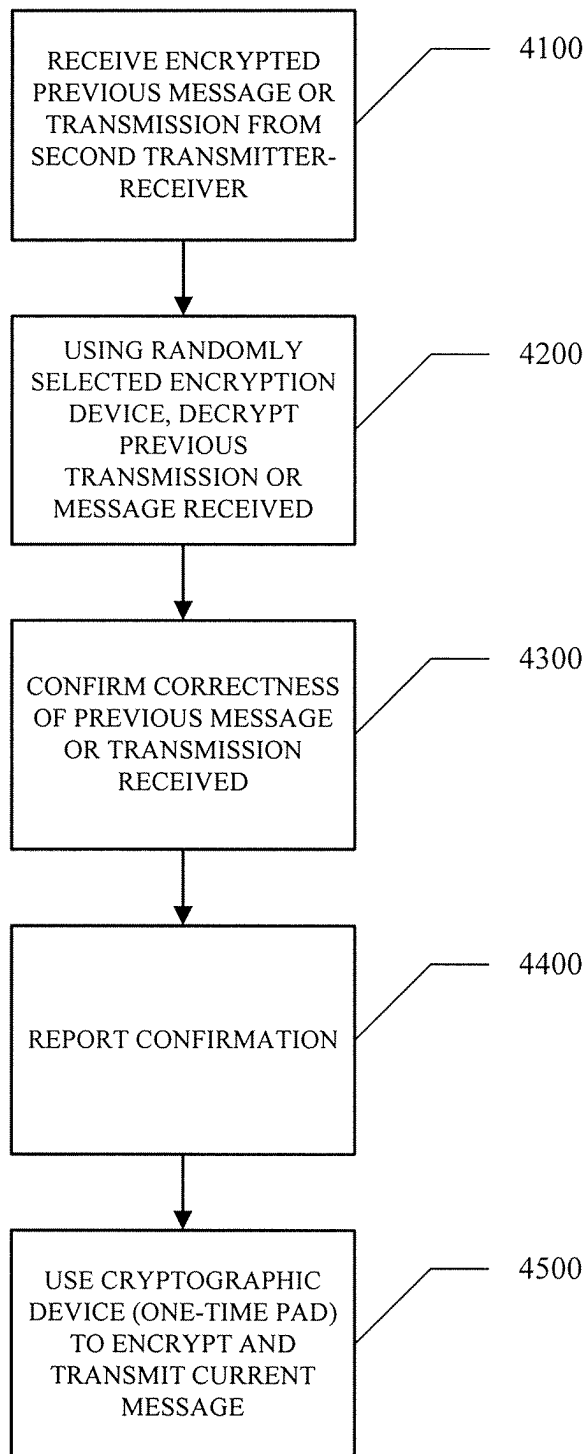 RECEIVE ENCRYPTED
PREVIOUS MESSAGE OR
TRANSMISSION FROM
SECOND TRANSMITTER-
RECEIVER
4100
USING RANDOMLY
SELECTED ENCRYPTION
DEVICE, DECRYPT
PREVIOUS
TRANSMISSION OR
MESSAGE RECEIVED
4200
CONFIRM CORRECTNESS
OF PREVIOUS MESSAGE
OR TRANSMISSION
RECEIVED
4300
REPORT CONFIRMATION
4400
USE CRYPTOGRAPHIC
DEVICE (ONE-TIME PAD)
TO ENCRYPT AND
TRANSMIT CURRENT
MESSAGE
4500